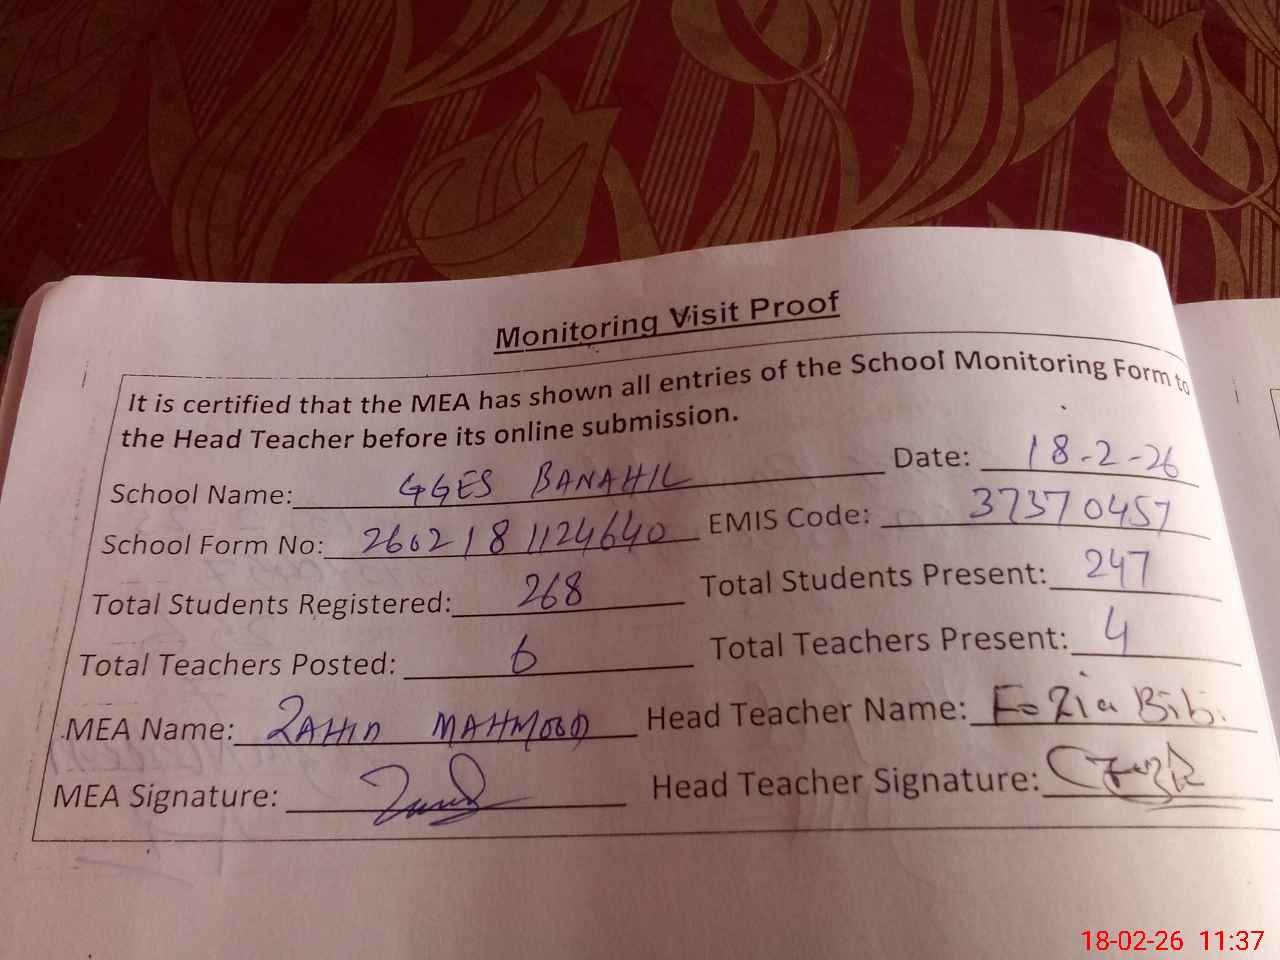 Monitoring Visit Proof
It is certified that the MEA has shown all entries of the School Monitoring Form to
the Head Teacher before its online submission.
School Name: GGES BANAHIL Date: 18-2-26
School Form No: 260218 1124640 EMIS Code: 37370457
Total Students Registered: 268 Total Students Present: 247
Total Teachers Posted: 6 Total Teachers Present: 4
MEA Name: ZAHID MAHMOOD Head Teacher Name: Fozia Bibi
MEA Signature: Head Teacher Signature:
18-02-26 11:37